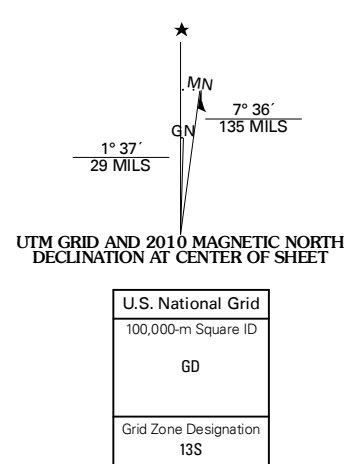 ★
MN
GN
7° 36´
135 MILS
1° 37´
29 MILS
UTM GRID AND 2010 MAGNETIC NORTH
DECLINATION AT CENTER OF SHEET
U.S. National Grid
100,000-m Square ID
GD
Grid Zone Designation
13S